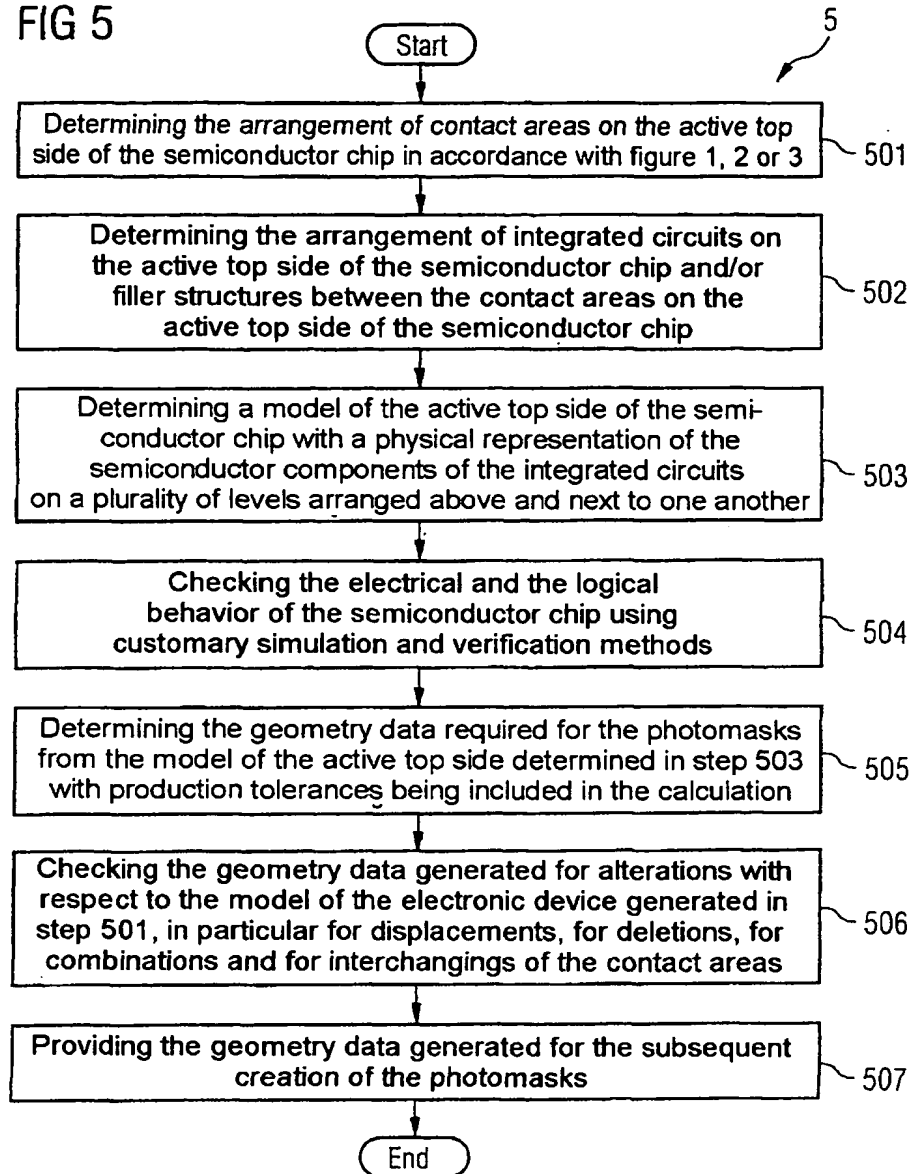 FIG 5
5
Start
Determining the arrangement of contact areas on the active top
side of the semiconductor chip in accordance with figure 1, 2 or 3
501
Determining the arrangement of integrated circuits on
the active top side of the semiconductor chip and/or
filler structures between the contact areas on the
active top side of the semiconductor chip
502
Determining a model of the active top side of the semi-
conductor chip with a physical representation of the
semiconductor components of the integrated circuits
on a plurality of levels arranged above and next to one another
503
Checking the electrical and the logical
behavior of the semiconductor chip using
customary simulation and verification methods
504
Determining the geometry data required for the photomasks
from the model of the active top side determined in step 503
with production tolerances being included in the calculation
505
Checking the geometry data generated for alterations with
respect to the model of the electronic device generated in
step 501, in particular for displacements, for deletions, for
combinations and for interchangings of the contact areas
506
Providing the geometry data generated for the subsequent
creation of the photomasks
507
End